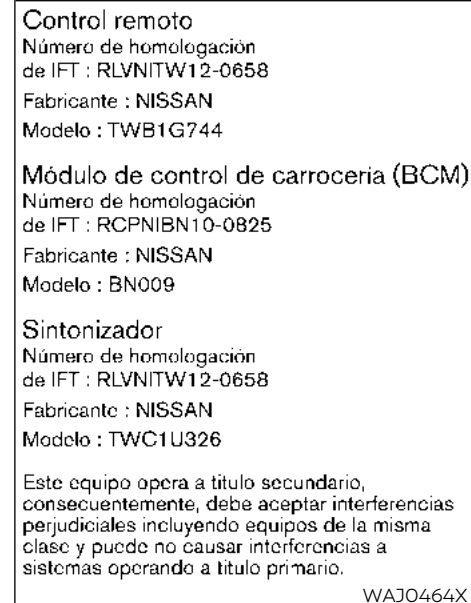 Control remoto
Número de homologación
de IFT : RLVNITW12-0658
Fabricante : NISSAN
Modelo : TWB1G744
Módulo de control de carrocería (BCM)
Número de homologación
de IFT : RCPNIBN10-0825
Fabricante : NISSAN
Modelo : BN009
Sintonizador
Número de homologación
de IFT : RLVNITW12-0658
Fabricante : NISSAN
Modelo : TWC1U326
Este equipo opera a titulo secundario,
consecuentemente, debe aceptar interferencias
perjudiciales incluyendo equipos de la misma
clase y puede no causar interferencias a
sistemas operando a titulo primario.
WAJ0464X